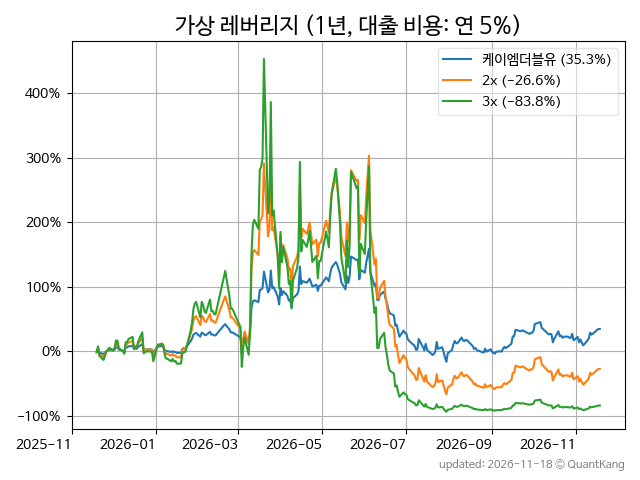 가상 레버리지 (1년, 대출 비용: 연 5%)
케이엠더블유 (35.3%)
2x (−26.6%)
3x (−83.8%)
400%
300%
200%
100%
0%
−100%
2025-11 2026-01 2026-03 2026-05 2026-07 2026-09 2026-11
updated: 2026-11-18 © QuantKang